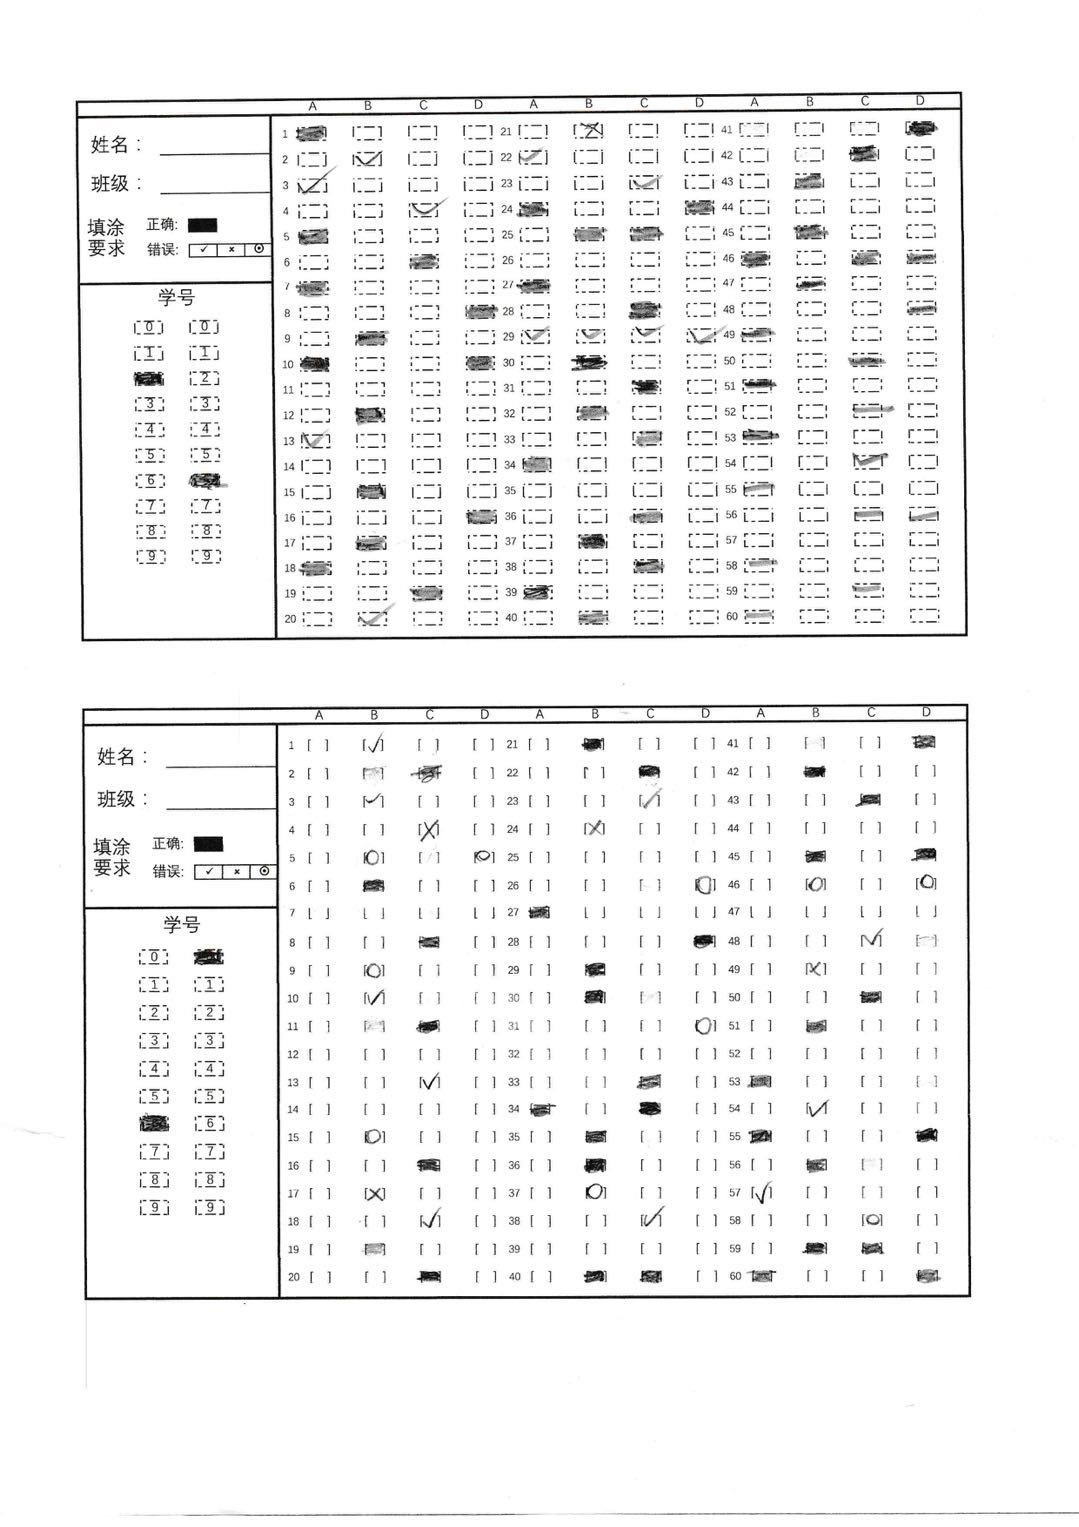 A B C D A B C D A B C D
姓名：
班级：
填涂要求
正确:
错误: ✓ × ⊙
学号
0 0
1 1
2
3 3
4 4
5 5
6
7 7
8 8
9 9
1 21 41
2 22 42
3 23 43
4 24 44
5 25 45
6 26 46
7 27 47
8 28 48
9 29 49
10 30 50
11 31 51
12 32 52
13 33 53
14 34 54
15 35 55
16 36 56
17 37 57
18 38 58
19 39 59
20 40 60
A B C D A B C D A B C D
姓名：
班级：
填涂要求
正确:
错误: ✓ × ⊙
学号
0
1 1
2 2
3 3
4 4
5 5
6
7 7
8 8
9 9
1 [ ] [ ] [ ] [ ] 21 [ ] [ ] [ ] [ ] 41 [ ] [ ] [ ] [ ]
2 [ ] [ ] [ ] [ ] 22 [ ] [ ] [ ] [ ] 42 [ ] [ ] [ ] [ ]
3 [ ] [ ] [ ] [ ] 23 [ ] [ ] [ ] [ ] 43 [ ] [ ] [ ] [ ]
4 [ ] [ ] [ ] [ ] 24 [ ] [ ] [ ] [ ] 44 [ ] [ ] [ ] [ ]
5 [ ] [ ] [ ] [ ] 25 [ ] [ ] [ ] [ ] 45 [ ] [ ] [ ] [ ]
6 [ ] [ ] [ ] [ ] 26 [ ] [ ] [ ] [ ] 46 [ ] [ ] [ ] [ ]
7 [ ] [ ] [ ] [ ] 27 [ ] [ ] [ ] [ ] 47 [ ] [ ] [ ] [ ]
8 [ ] [ ] [ ] [ ] 28 [ ] [ ] [ ] [ ] 48 [ ] [ ] [ ] [ ]
9 [ ] [ ] [ ] [ ] 29 [ ] [ ] [ ] [ ] 49 [ ] [ ] [ ] [ ]
10 [ ] [ ] [ ] [ ] 30 [ ] [ ] [ ] [ ] 50 [ ] [ ] [ ] [ ]
11 [ ] [ ] [ ] [ ] 31 [ ] [ ] [ ] [ ] 51 [ ] [ ] [ ] [ ]
12 [ ] [ ] [ ] [ ] 32 [ ] [ ] [ ] [ ] 52 [ ] [ ] [ ] [ ]
13 [ ] [ ] [ ] [ ] 33 [ ] [ ] [ ] [ ] 53 [ ] [ ] [ ] [ ]
14 [ ] [ ] [ ] [ ] 34 [ ] [ ] [ ] [ ] 54 [ ] [ ] [ ] [ ]
15 [ ] [ ] [ ] [ ] 35 [ ] [ ] [ ] [ ] 55 [ ] [ ] [ ] [ ]
16 [ ] [ ] [ ] [ ] 36 [ ] [ ] [ ] [ ] 56 [ ] [ ] [ ] [ ]
17 [ ] [ ] [ ] [ ] 37 [ ] [ ] [ ] [ ] 57 [ ] [ ] [ ] [ ]
18 [ ] [ ] [ ] [ ] 38 [ ] [ ] [ ] [ ] 58 [ ] [ ] [ ] [ ]
19 [ ] [ ] [ ] [ ] 39 [ ] [ ] [ ] [ ] 59 [ ] [ ] [ ] [ ]
20 [ ] [ ] [ ] [ ] 40 [ ] [ ] [ ] [ ] 60 [ ] [ ] [ ] [ ]